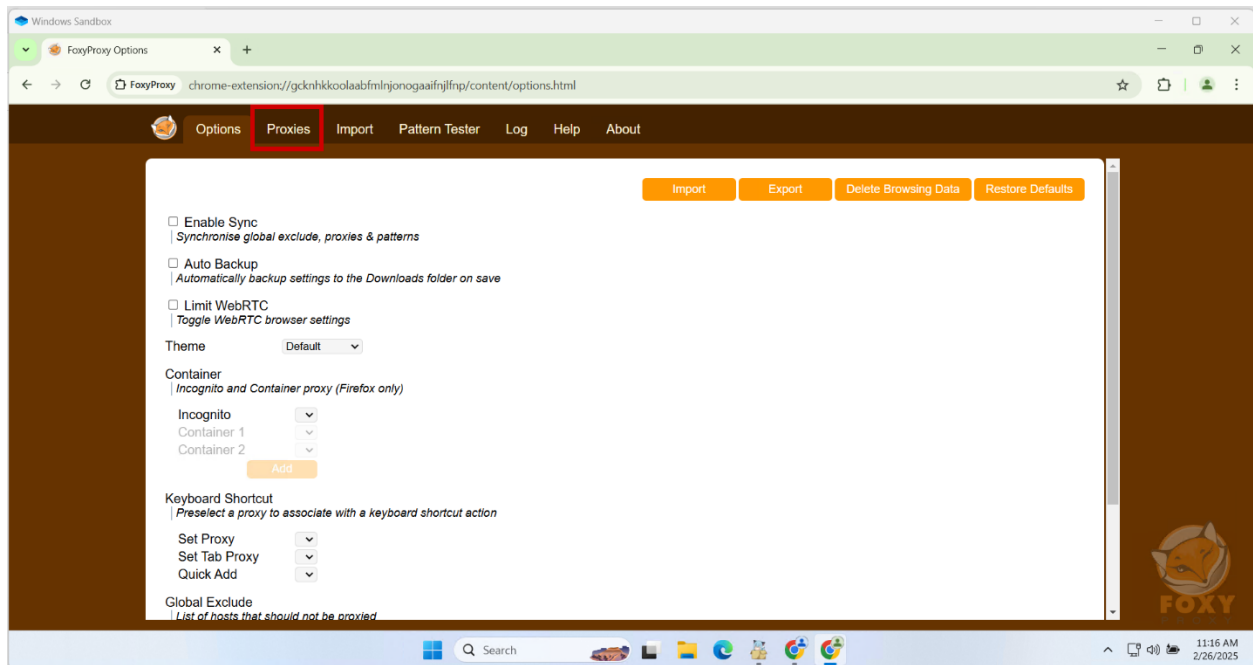 Windows Sandbox
FoxyProxy Options
FoxyProxy chrome-extension://gcknhkkoolaabfmlnjonogaaifnjlfnp/content/options.html
Options Proxies Import Pattern Tester Log Help About
Import Export Delete Browsing Data Restore Defaults
Enable Sync
Synchronise global exclude, proxies & patterns
Auto Backup
Automatically backup settings to the Downloads folder on save
Limit WebRTC
Toggle WebRTC browser settings
Theme Default
Container
Incognito and Container proxy (Firefox only)
Incognito
Container 1
Container 2
Add
Keyboard Shortcut
Preselect a proxy to associate with a keyboard shortcut action
Set Proxy
Set Tab Proxy
Quick Add
Global Exclude
List of hosts that should not be proxied
FOXY
PROXY
Search
11:16 AM
2/26/2025